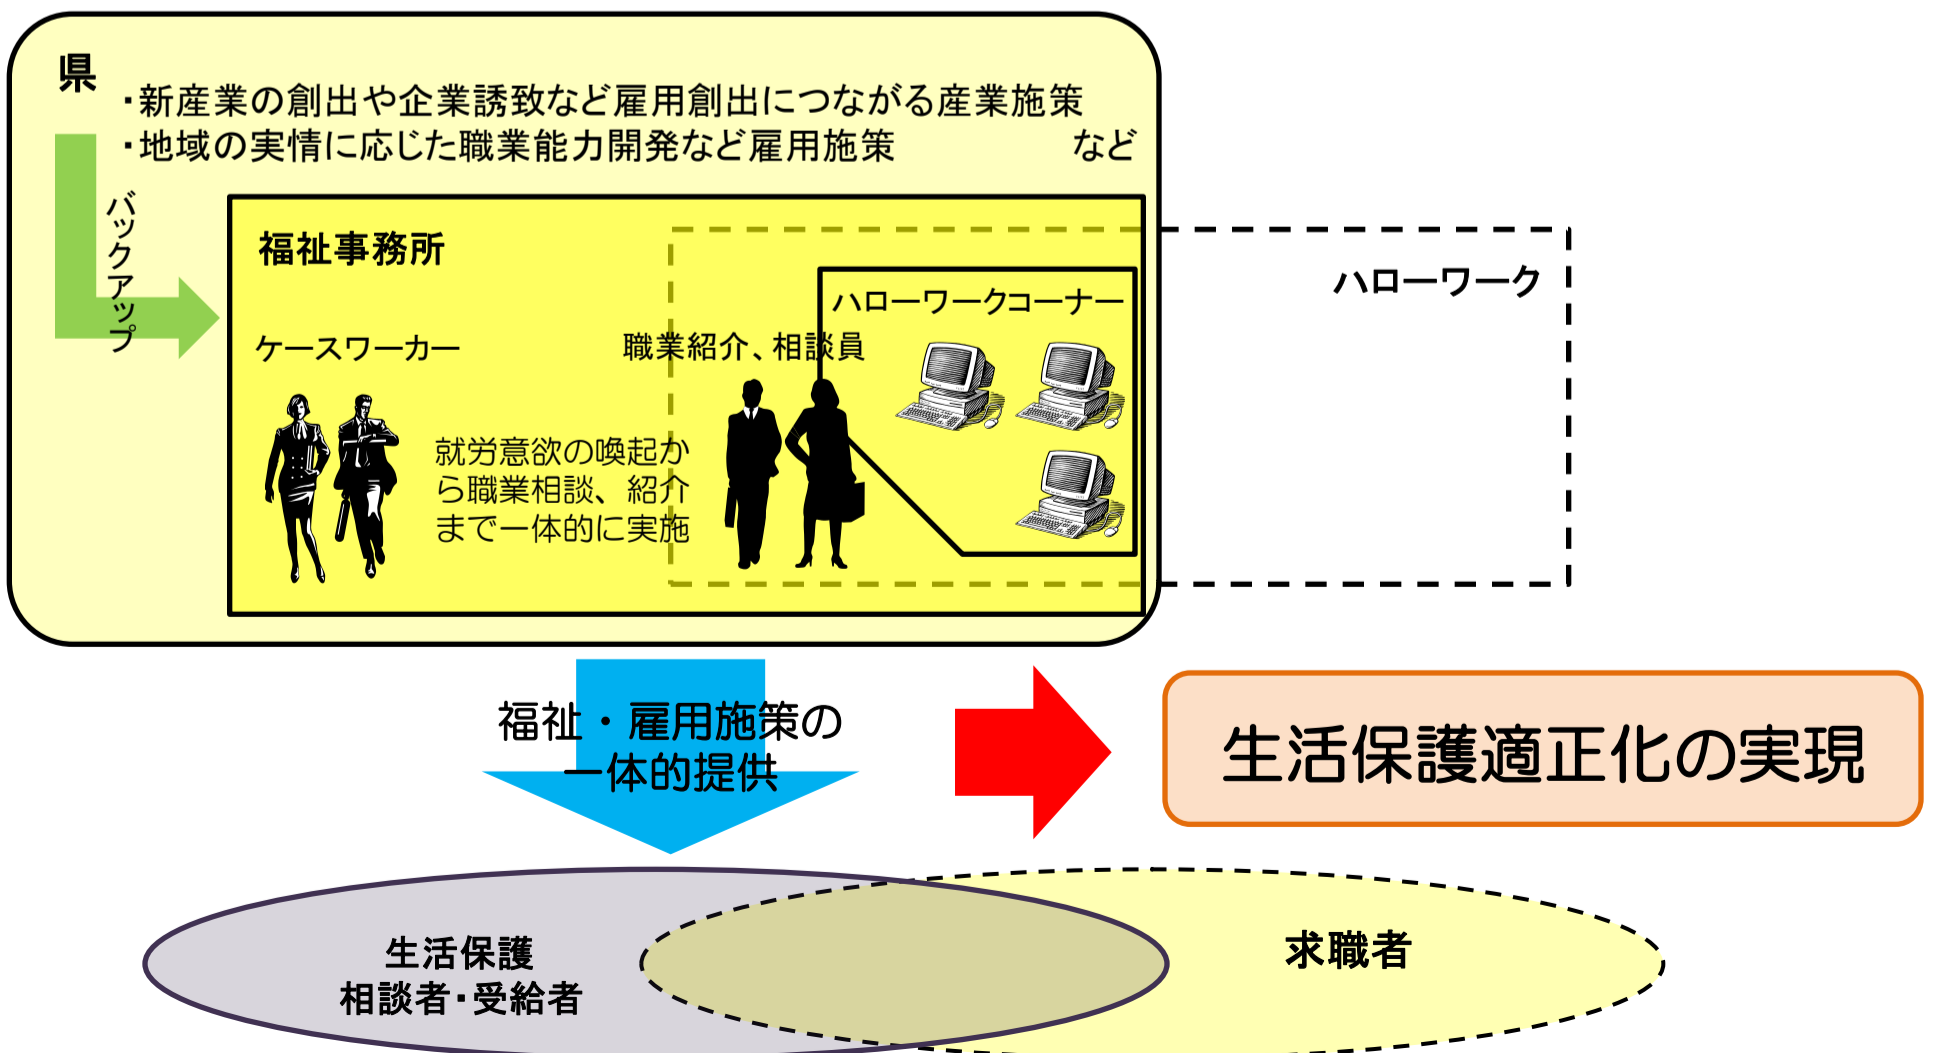 県
・新産業の創出や企業誘致など雇用創出につながる産業施策
・地域の実情に応じた職業能力開発など雇用施策　　　　　など
バックアップ
福祉事務所
ハローワーク
ハローワークコーナー
ケースワーカー
職業紹介、相談員
就労意欲の喚起か
ら職業相談、紹介
まで一体的に実施
福祉・雇用施策の
一体的提供
生活保護適正化の実現
生活保護
相談者・受給者
求職者